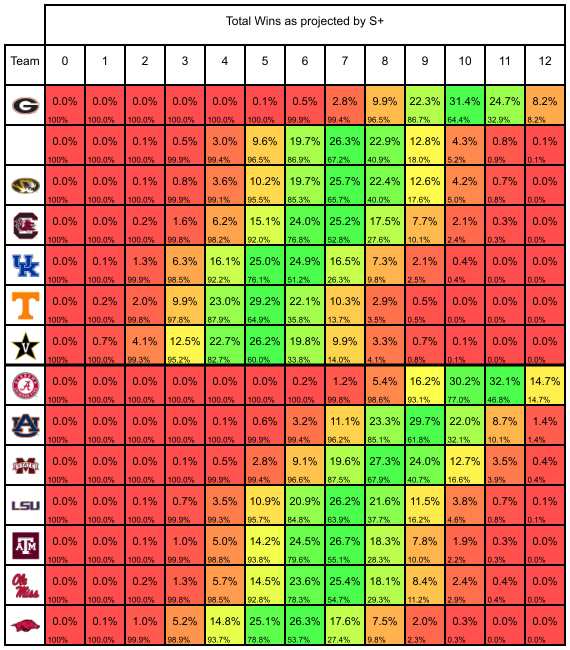 Total Wins as projected by S+
Team 0 1 2 3 4 5 6 7 8 9 10 11 12
G 0.0% 0.0% 0.0% 0.0% 0.0% 0.1% 0.5% 2.8% 9.9% 22.3% 31.4% 24.7% 8.2%
100% 100.0% 100.0% 100.0% 100.0% 100.0% 99.9% 99.4% 96.5% 86.7% 64.4% 32.9% 8.2%
0.0% 0.0% 0.1% 0.5% 3.0% 9.6% 19.7% 26.3% 22.9% 12.8% 4.3% 0.8% 0.1%
100% 100.0% 100.0% 99.9% 99.4% 96.5% 86.9% 67.2% 40.9% 18.0% 5.2% 0.9% 0.1%
0.0% 0.0% 0.1% 0.8% 3.6% 10.2% 19.7% 25.7% 22.4% 12.6% 4.2% 0.7% 0.0%
100% 100.0% 100.0% 99.9% 99.1% 95.5% 85.3% 65.7% 40.0% 17.6% 5.0% 0.8% 0.0%
0.0% 0.0% 0.2% 1.6% 6.2% 15.1% 24.0% 25.2% 17.5% 7.7% 2.1% 0.3% 0.0%
100% 100.0% 100.0% 99.8% 98.2% 92.0% 76.8% 52.8% 27.6% 10.1% 2.4% 0.3% 0.0%
UK 0.0% 0.1% 1.3% 6.3% 16.1% 25.0% 24.9% 16.5% 7.3% 2.1% 0.4% 0.0% 0.0%
100% 100.0% 99.9% 98.5% 92.2% 76.1% 51.2% 26.3% 9.8% 2.5% 0.4% 0.0% 0.0%
T 0.0% 0.2% 2.0% 9.9% 23.0% 29.2% 22.1% 10.3% 2.9% 0.5% 0.0% 0.0% 0.0%
100% 100.0% 99.8% 97.8% 87.9% 64.9% 35.8% 13.7% 3.5% 0.5% 0.0% 0.0% 0.0%
V 0.0% 0.7% 4.1% 12.5% 22.7% 26.2% 19.8% 9.9% 3.3% 0.7% 0.1% 0.0% 0.0%
100% 100.0% 99.3% 95.2% 82.7% 60.0% 33.8% 14.0% 4.1% 0.8% 0.1% 0.0% 0.0%
A 0.0% 0.0% 0.0% 0.0% 0.0% 0.0% 0.2% 1.2% 5.4% 16.2% 30.2% 32.1% 14.7%
100% 100.0% 100.0% 100.0% 100.0% 100.0% 100.0% 99.8% 98.6% 93.1% 77.0% 46.8% 14.7%
AU 0.0% 0.0% 0.0% 0.0% 0.1% 0.6% 3.2% 11.1% 23.3% 29.7% 22.0% 8.7% 1.4%
100% 100.0% 100.0% 100.0% 100.0% 99.9% 99.4% 96.2% 85.1% 61.8% 32.1% 10.1% 1.4%
M 0.0% 0.0% 0.0% 0.1% 0.5% 2.8% 9.1% 19.6% 27.3% 24.0% 12.7% 3.5% 0.4%
100% 100.0% 100.0% 100.0% 99.9% 99.4% 96.6% 87.5% 67.9% 40.7% 16.6% 3.9% 0.4%
LSU 0.0% 0.0% 0.1% 0.7% 3.5% 10.9% 20.9% 26.2% 21.6% 11.5% 3.8% 0.7% 0.1%
100% 100.0% 100.0% 99.9% 99.3% 95.7% 84.8% 63.9% 37.7% 16.2% 4.6% 0.8% 0.1%
ATM 0.0% 0.0% 0.1% 1.0% 5.0% 14.2% 24.5% 26.7% 18.3% 7.8% 1.9% 0.3% 0.0%
100% 100.0% 100.0% 99.9% 98.8% 93.8% 79.6% 55.1% 28.3% 10.0% 2.2% 0.3% 0.0%
Ole Miss 0.0% 0.0% 0.2% 1.3% 5.7% 14.5% 23.6% 25.4% 18.1% 8.4% 2.4% 0.4% 0.0%
100% 100.0% 100.0% 99.8% 98.5% 92.8% 78.3% 54.7% 29.3% 11.2% 2.9% 0.4% 0.0%
0.0% 0.1% 1.0% 5.2% 14.8% 25.1% 26.3% 17.6% 7.5% 2.0% 0.3% 0.0% 0.0%
100% 100.0% 99.9% 98.9% 93.7% 78.8% 53.7% 27.4% 9.8% 2.3% 0.3% 0.0% 0.0%